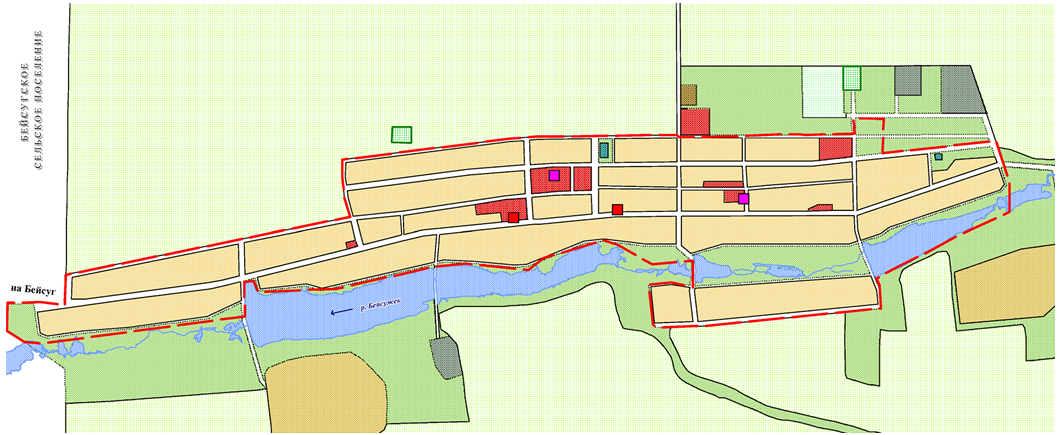 БЕЙСУГСКОЕ
СЕЛЬСКОЕ ПОСЕЛЕНИЕ
на Бейсуг
р. Бейсужек